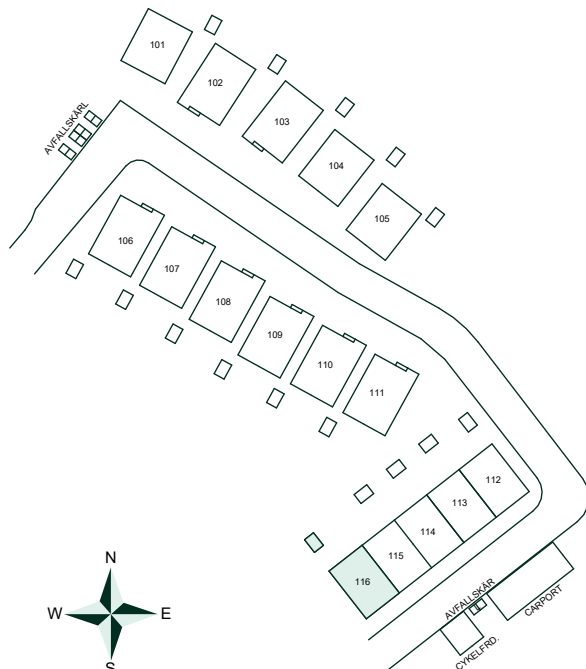 101
102
103
104
105
AVFALLSKÄRL
106
107
108
109
110
111
112
113
114
115
116
AVFALLSKÄR
CARPORT
CYKELFRD.
N
W E
S